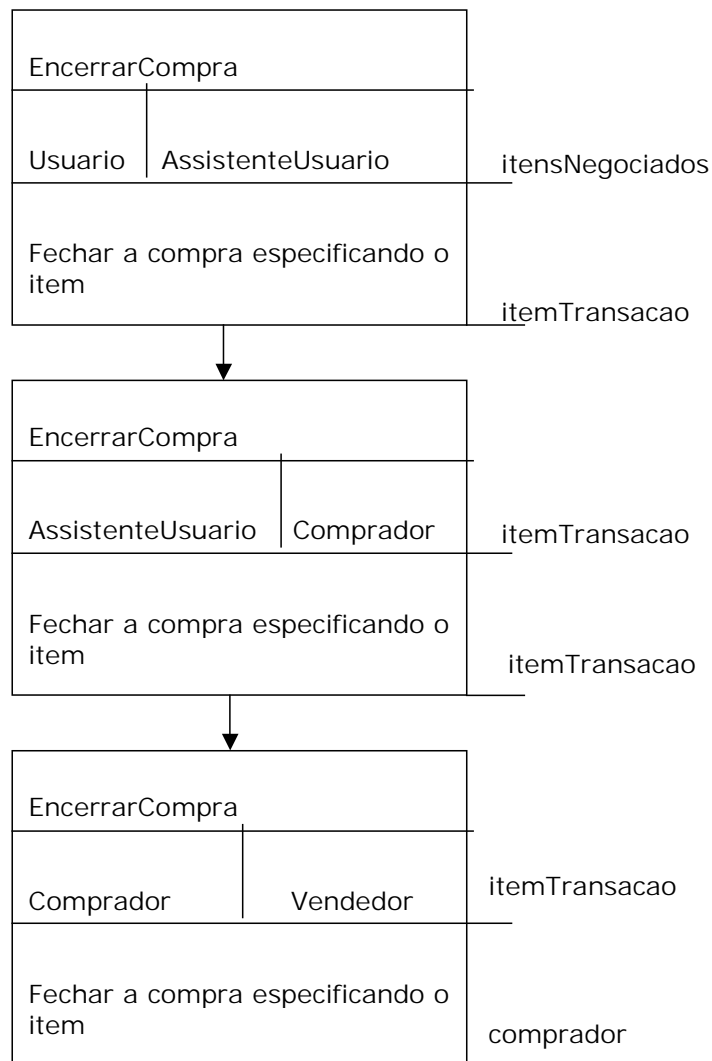 EncerrarCompra
Usuario AssistenteUsuario itensNegociados
Fechar a compra especificando o
item
itemTransacao
EncerrarCompra
AssistenteUsuario Comprador itemTransacao
Fechar a compra especificando o
item
itemTransacao
EncerrarCompra
Comprador Vendedor itemTransacao
Fechar a compra especificando o
item
comprador